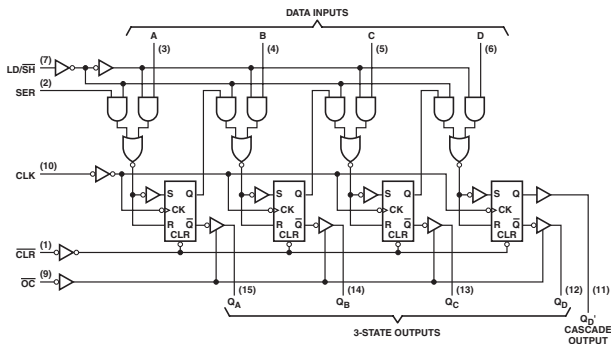 DATA INPUTS
A B C D
(3) (4) (5) (6)
(7)
LD/SH
(2)
SER
(10)
CLK
S Q S Q S Q S Q
CK CK CK CK
R Q R Q R Q R Q
CLR CLR CLR CLR
(1)
CLR
(9)
OC
(15) (14) (13) (12) (11)
QA QB QC QD QD'
3-STATE OUTPUTS
CASCADE
OUTPUT